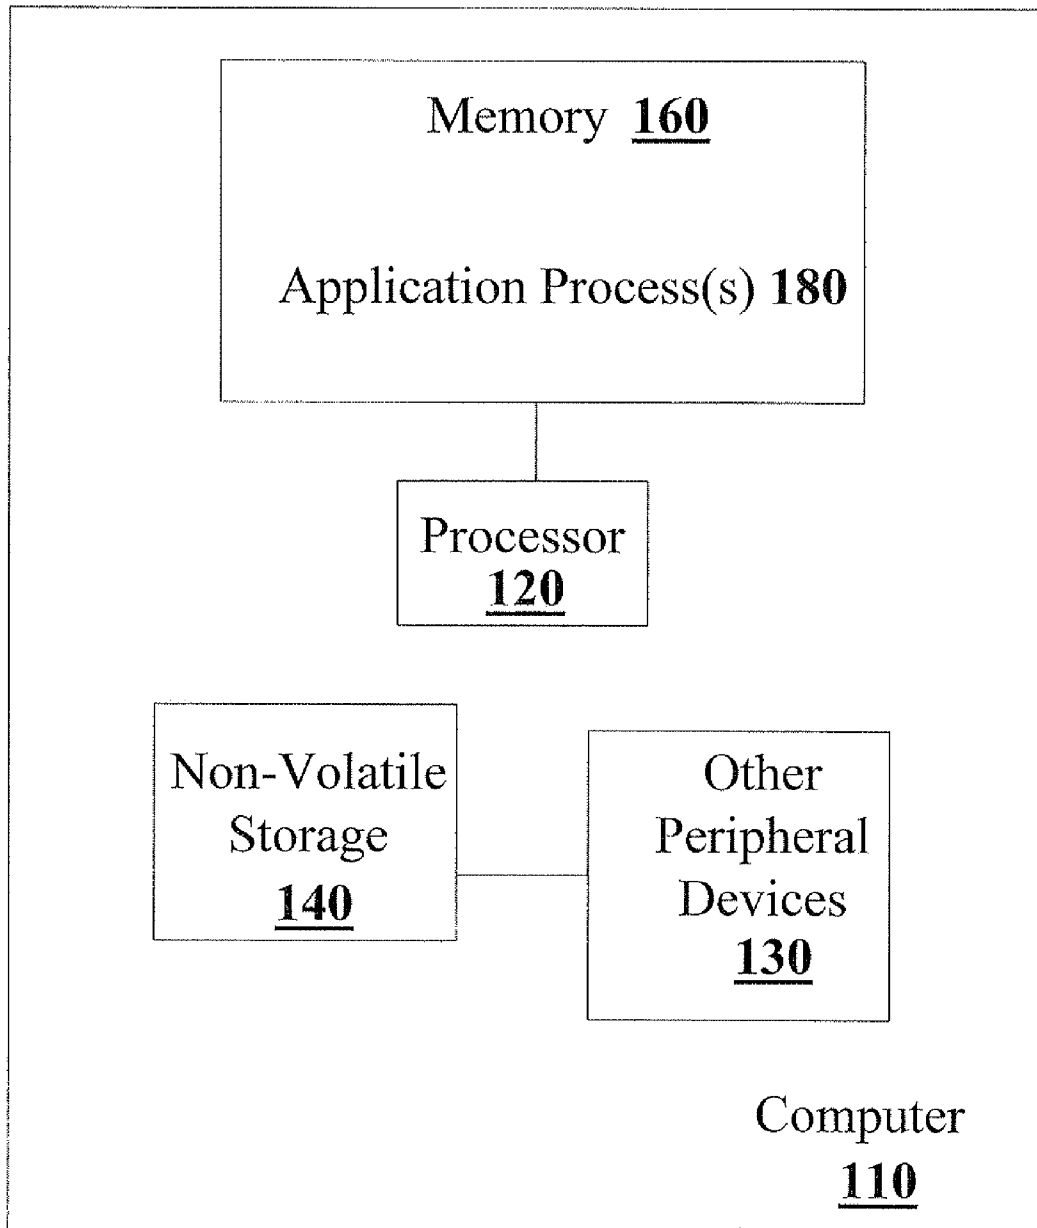 Memory 160
Application Process(s) 180
Processor
120
Non-Volatile
Storage
140
Other
Peripheral
Devices
130
Computer
110